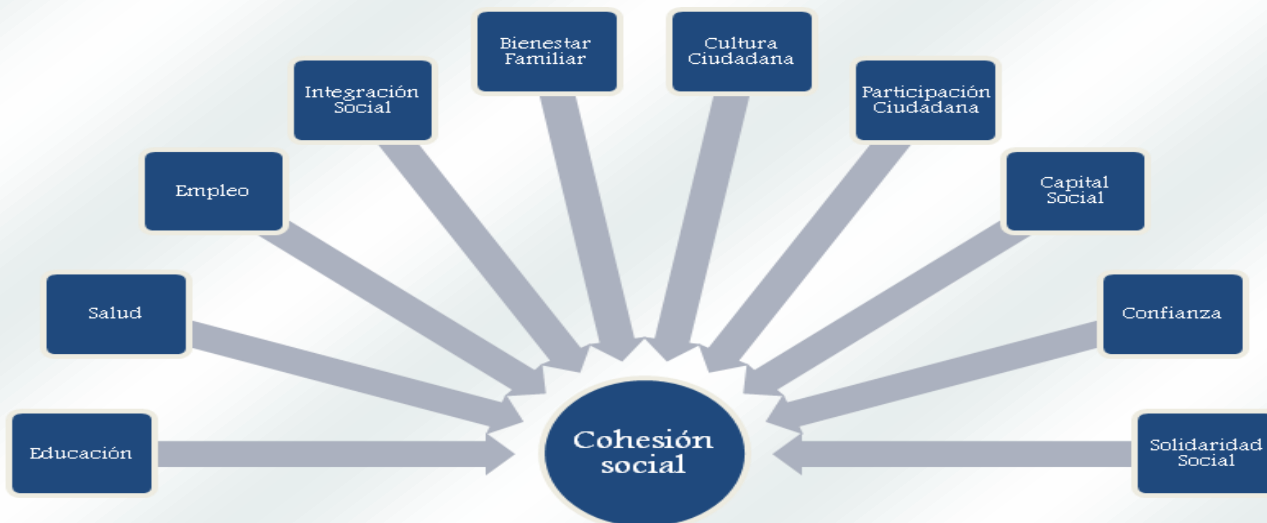 Bienestar
Familiar
Cultura
Ciudadana
Integración
Social
Participación
Ciudadana
Empleo
Capital
Social
Salud
Confianza
Educación
Cohesión
social
Solidaridad
Social